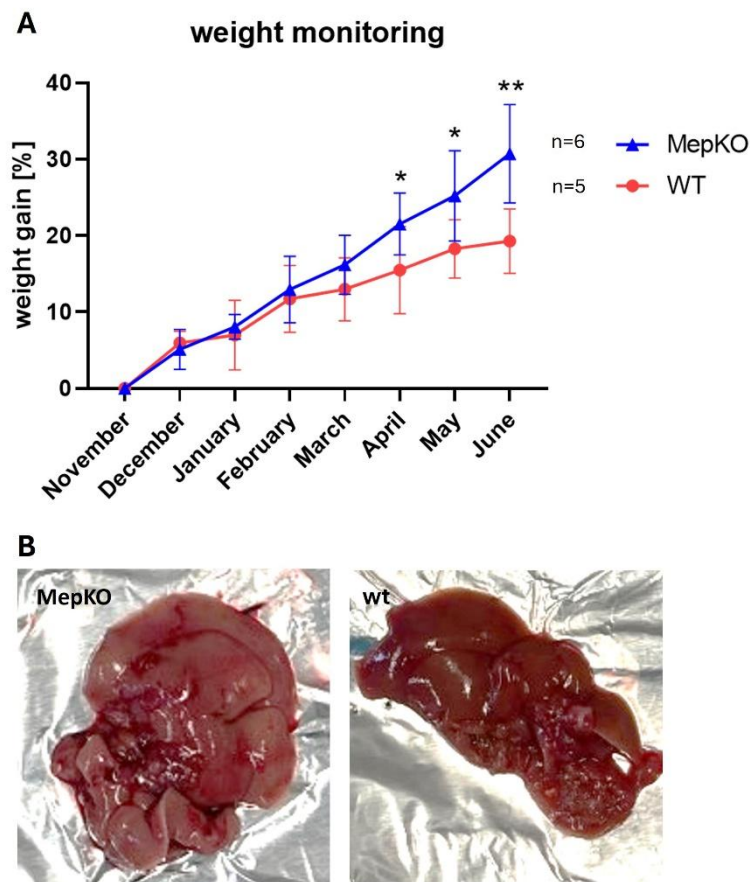 A
weight monitoring
weight gain [%]
40
30
20
10
0
* * **
November
December
January
February
March
April
May
June
n=6 MepKO
n=5 WT
B
MepKO
wt